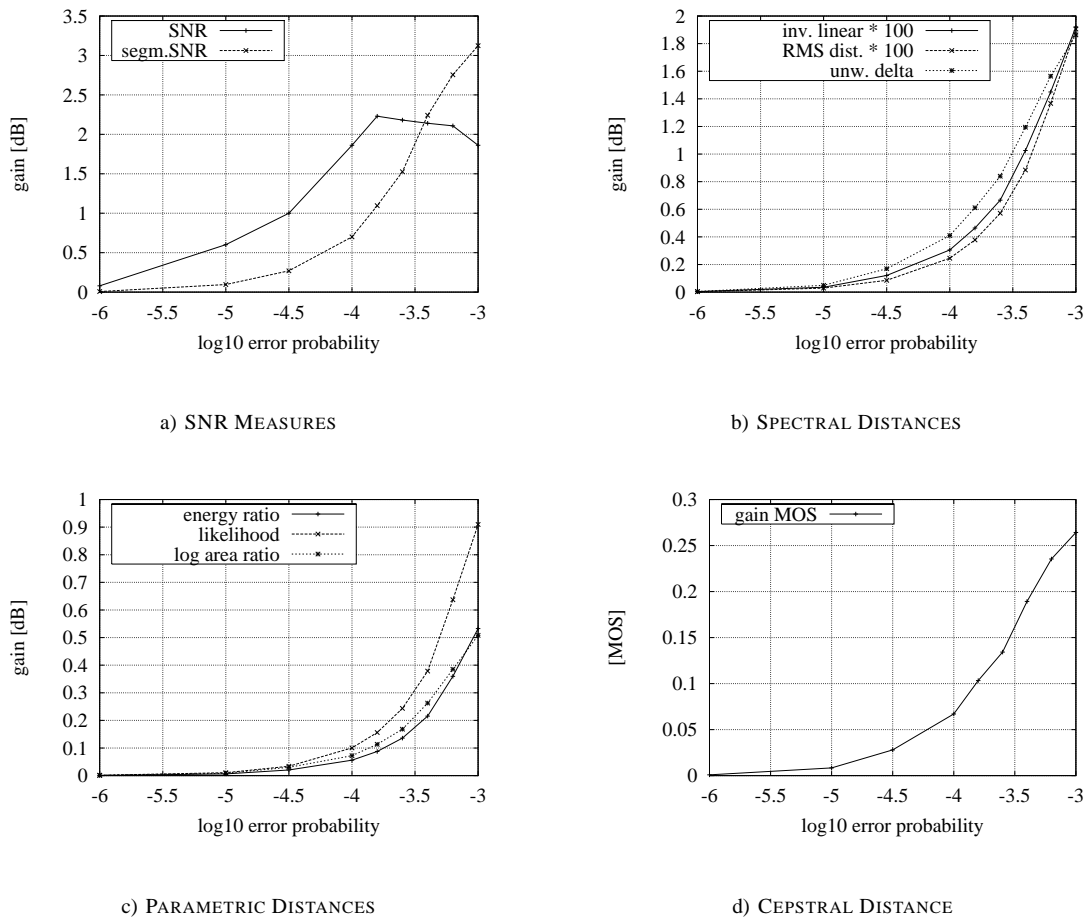 3.5
3
2.5
2
1.5
1
0.5
0
SNR
segm.SNR
gain [dB]
-6 -5.5 -5 -4.5 -4 -3.5 -3
log10 error probability
a) SNR MEASURES
2
1.8
1.6
1.4
1.2
1
0.8
0.6
0.4
0.2
0
inv. linear * 100
RMS dist. * 100
unw. delta
gain [dB]
-6 -5.5 -5 -4.5 -4 -3.5 -3
log10 error probability
b) SPECTRAL DISTANCES
1
0.9
0.8
0.7
0.6
0.5
0.4
0.3
0.2
0.1
0
energy ratio
likelihood
log area ratio
gain [dB]
-6 -5.5 -5 -4.5 -4 -3.5 -3
log10 error probability
c) PARAMETRIC DISTANCES
0.3
0.25
0.2
0.15
0.1
0.05
0
gain MOS
[MOS]
-6 -5.5 -5 -4.5 -4 -3.5 -3
log10 error probability
d) CEPSTRAL DISTANCE